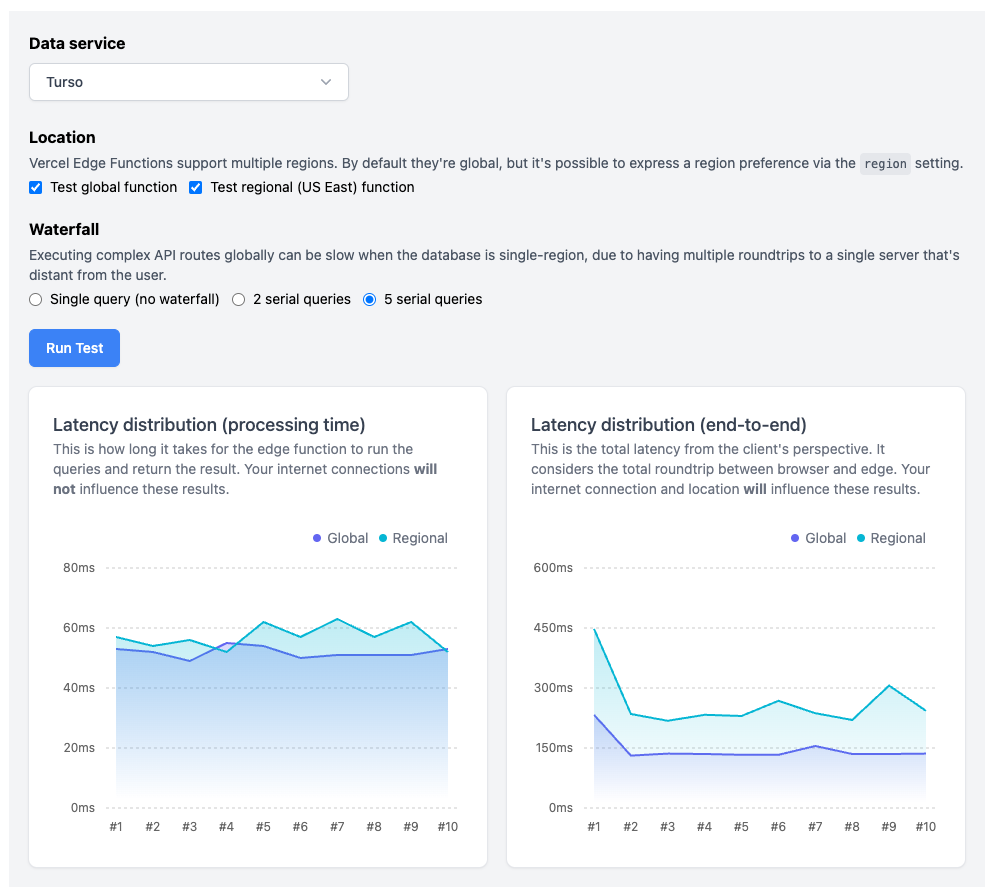 Data service
Turso
Location
Vercel Edge Functions support multiple regions. By default they're global, but it's possible to express a region preference via the region setting.
Test global function Test regional (US East) function
Waterfall
Executing complex API routes globally can be slow when the database is single-region, due to having multiple roundtrips to a single server that's
distant from the user.
Single query (no waterfall) 2 serial queries 5 serial queries
Run Test
Latency distribution (processing time)
This is how long it takes for the edge function to run the
queries and return the result. Your internet connections will
not influence these results.
Global Regional
80ms
60ms
40ms
20ms
0ms
#1 #2 #3 #4 #5 #6 #7 #8 #9 #10
Latency distribution (end-to-end)
This is the total latency from the client's perspective. It
considers the total roundtrip between browser and edge. Your
internet connection and location will influence these results.
Global Regional
600ms
450ms
300ms
150ms
0ms
#1 #2 #3 #4 #5 #6 #7 #8 #9 #10